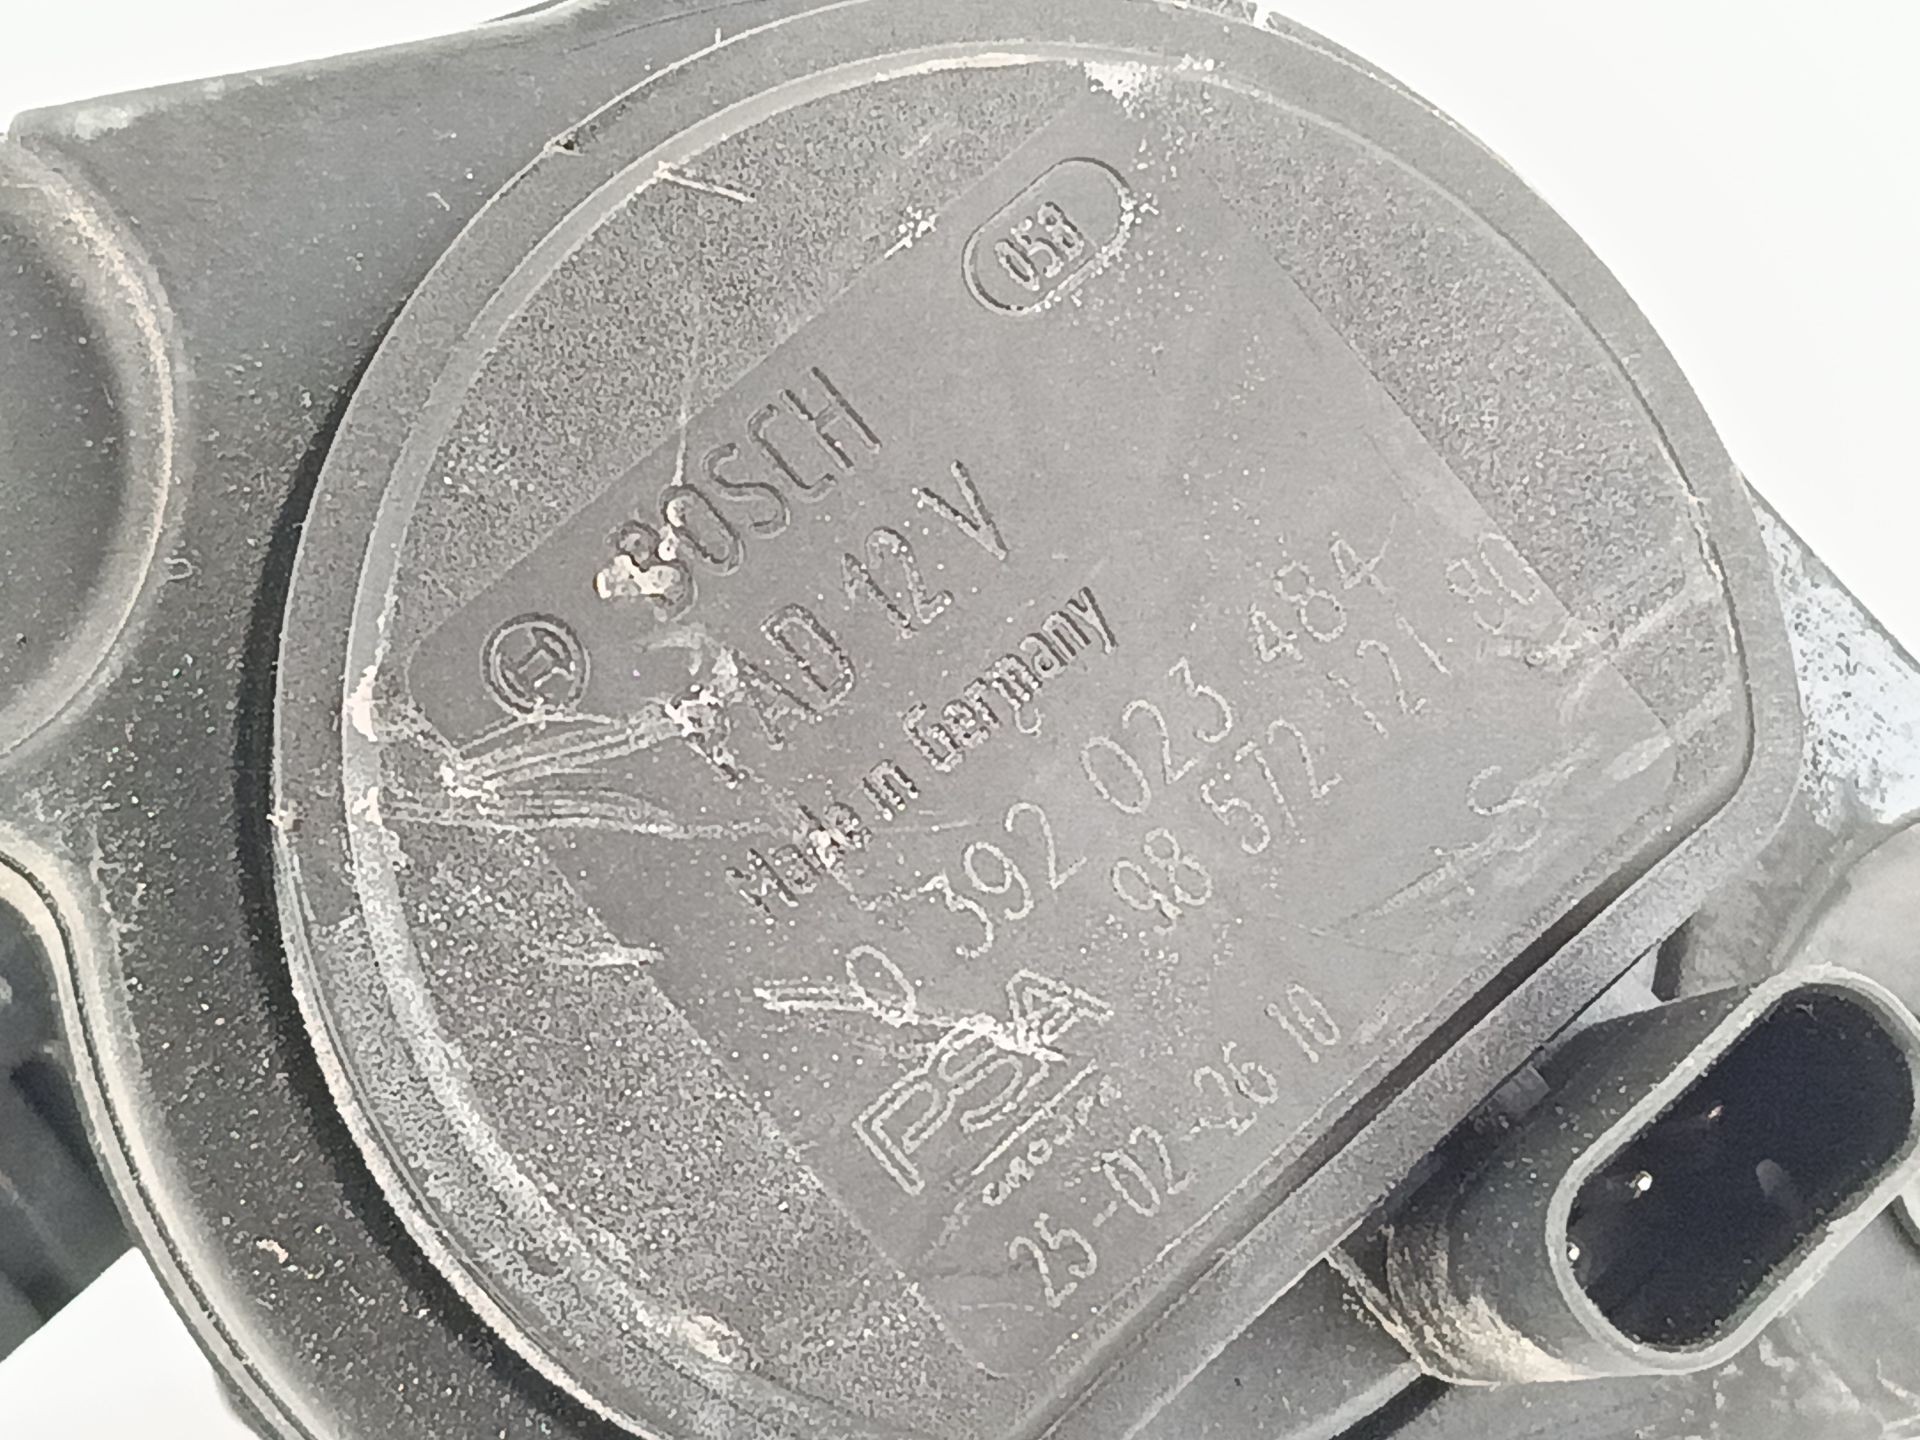 058
BOSCH
PAD 12 V
Made in Germany
0 392 023 484
98 572 121 80
PSA
GROUPE
25-02-26 10